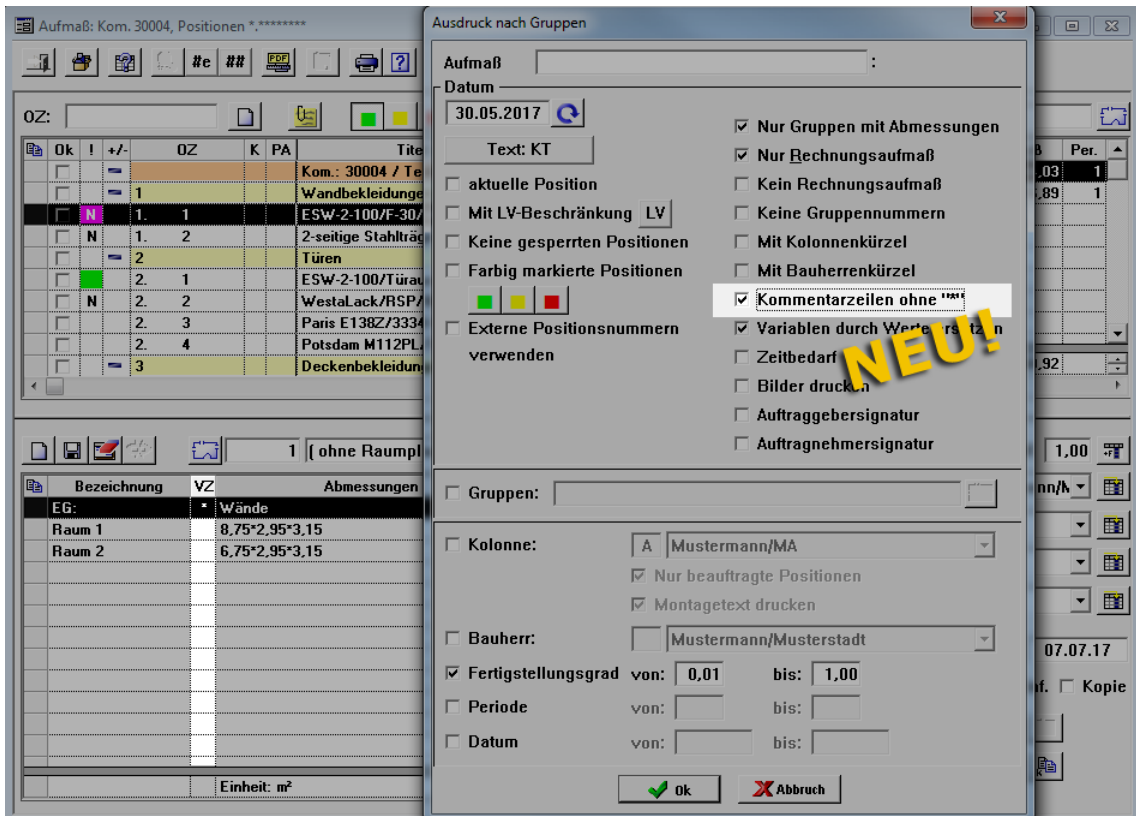 Aufmaß: Kom. 30004, Positionen *.********
#e ## PDF ?
OZ:
Ok ! +/- OZ K PA
Kom.: 30004 /
1 Wandbekleidunge
N 1. 1 ESW-2-100/F-30/
N 1. 2 2-seitige Stahlträg
2 Türen
2. 1 ESW-2-100/Türau
N 2. 2 WestaLack/RSP/
2. 3 Paris E138Z/3334
2. 4 Potsdam M112PL
3 Deckenbekleidun
1 ( ohne Raumpl
Bezeichnung VZ Abmessungen
EG: * Wände
Raum 1 8,75*2,95*3,15
Raum 2 6,75*2,95*3,15
Einheit: m²
Ausdruck nach Gruppen
Aufmaß :
Datum
30.05.2017
Text: KT
aktuelle Position
Mit LV-Beschränkung LV
Keine gesperrten Positionen
Farbig markierte Positionen
Externe Positionsnummern
verwenden
Nur Gruppen mit Abmessungen
Nur Rechnungsaufmaß
Kein Rechnungsaufmaß
Keine Gruppennummern
Mit Kolonnenkürzel
Mit Bauherrenkürzel
Kommentarzeilen ohne "*"
Variablen durch Werte ersetzen
Zeitbedarf
Bilder drucken
Auftraggebersignatur
Auftragnehmersignatur
NEU!
Gruppen:
Kolonne: A Mustermann/MA
Nur beauftragte Positionen
Montagetext drucken
Bauherr: Mustermann/Musterstadt
Fertigstellungsgrad von: 0,01 bis: 1,00
Periode von: bis:
Datum von: bis:
Ok Abbruch
Per.
,03 1
,89 1
,92
1,00
07.07.17
Kopie